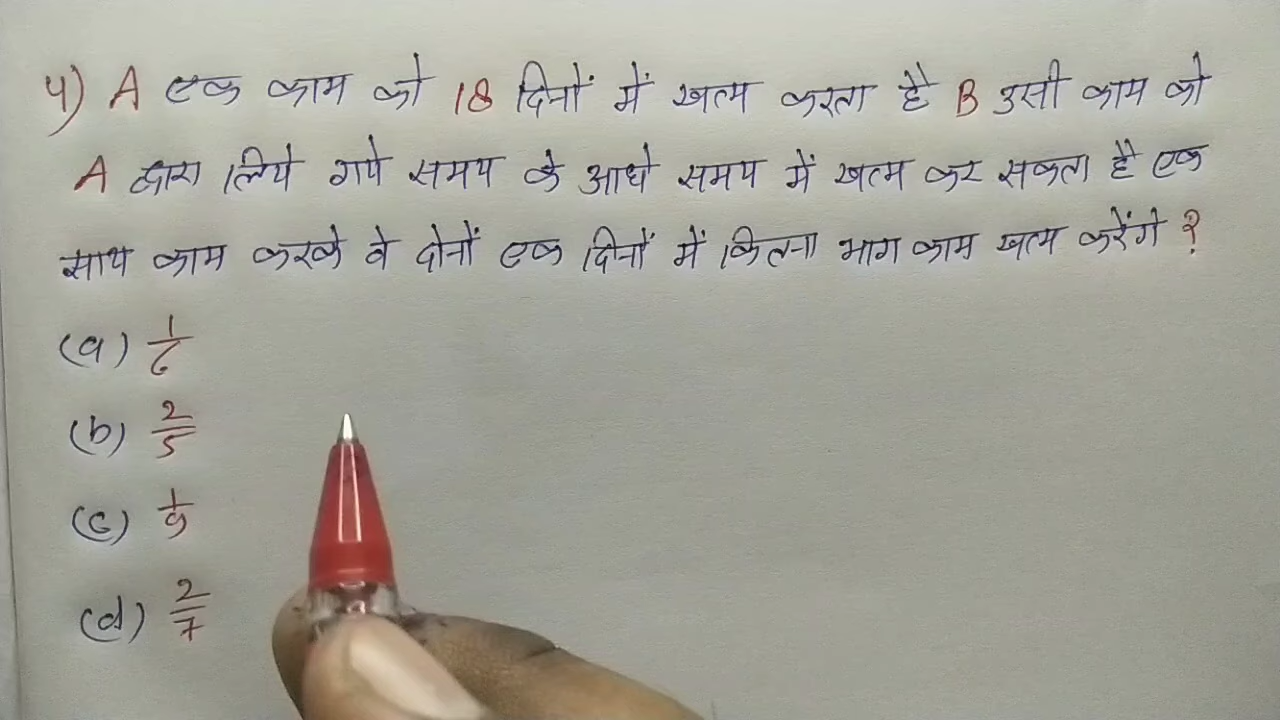 4) A एक काम को 18 दिनों में खत्म करता है B उसी काम को
A द्वारा लिये गये समय के आधे समय में खत्म कर सकता है एक
साथ काम करके वे दोनों एक दिनों में कितना भाग काम खत्म करेंगे ?
(a) 1/6
(b) 2/5
(c) 1/9
(d) 2/7